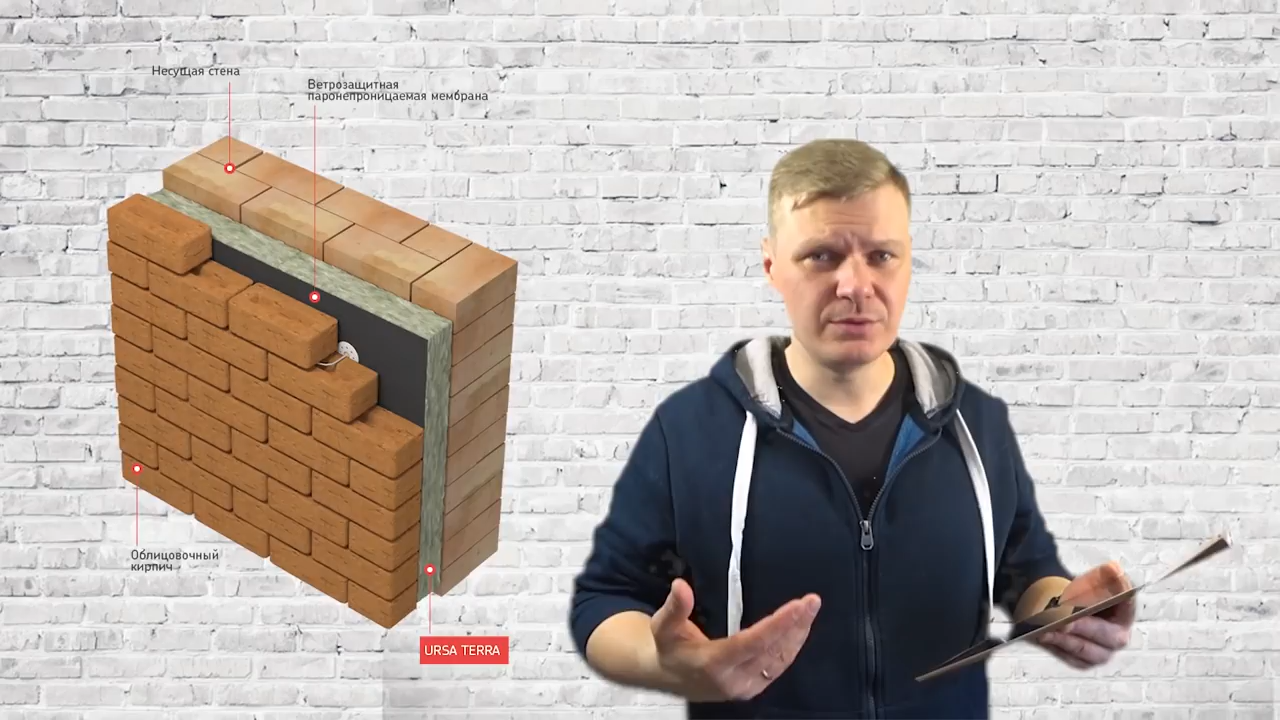 Несущая стена
Ветрозащитная
паронепроницаемая мембрана
Облицовочный
кирпич
URSA TERRA